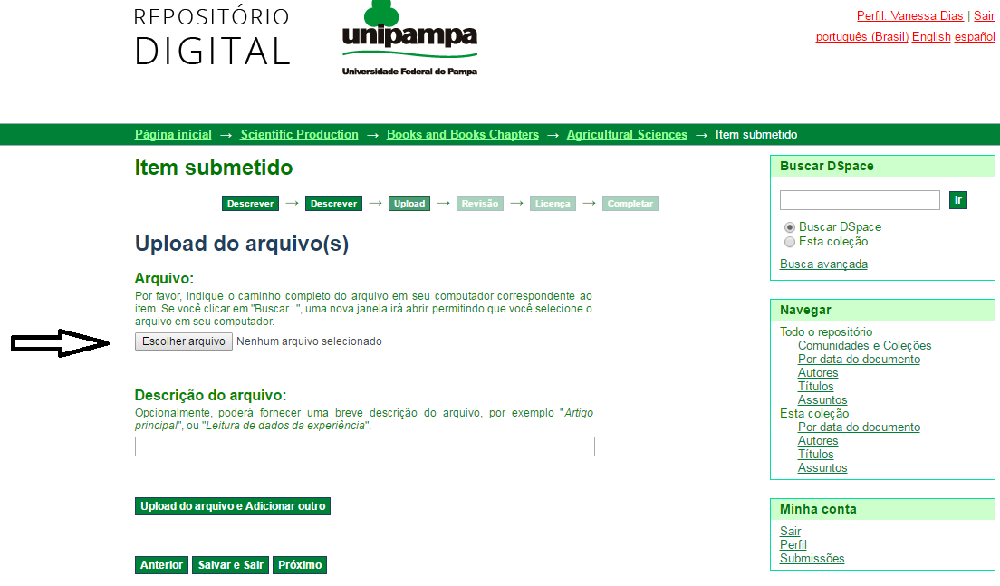 REPOSITÓRIO
DIGITAL
unipampa
Universidade Federal do Pampa
Perfil: Vanessa Dias | Sair
português (Brasil) English español
Página inicial → Scientific Production → Books and Books Chapters → Agricultural Sciences → Item submetido
Item submetido
Descrever → Descrever → Upload → Revisão → Licença → Completar
Upload do arquivo(s)
Arquivo:
Por favor, indique o caminho completo do arquivo em seu computador correspondente ao
item. Se você clicar em "Buscar...", uma nova janela irá abrir permitindo que você selecione o
arquivo em seu computador.
Escolher arquivo Nenhum arquivo selecionado
Descrição do arquivo:
Opcionalmente, poderá fornecer uma breve descrição do arquivo, por exemplo "Artigo
principal", ou "Leitura de dados da experiência".
Upload do arquivo e Adicionar outro
Anterior Salvar e Sair Próximo
Buscar DSpace
Ir
Buscar DSpace
Esta coleção
Busca avançada
Navegar
Todo o repositório
Comunidades e Coleções
Por data do documento
Autores
Títulos
Assuntos
Esta coleção
Por data do documento
Autores
Títulos
Assuntos
Minha conta
Sair
Perfil
Submissões